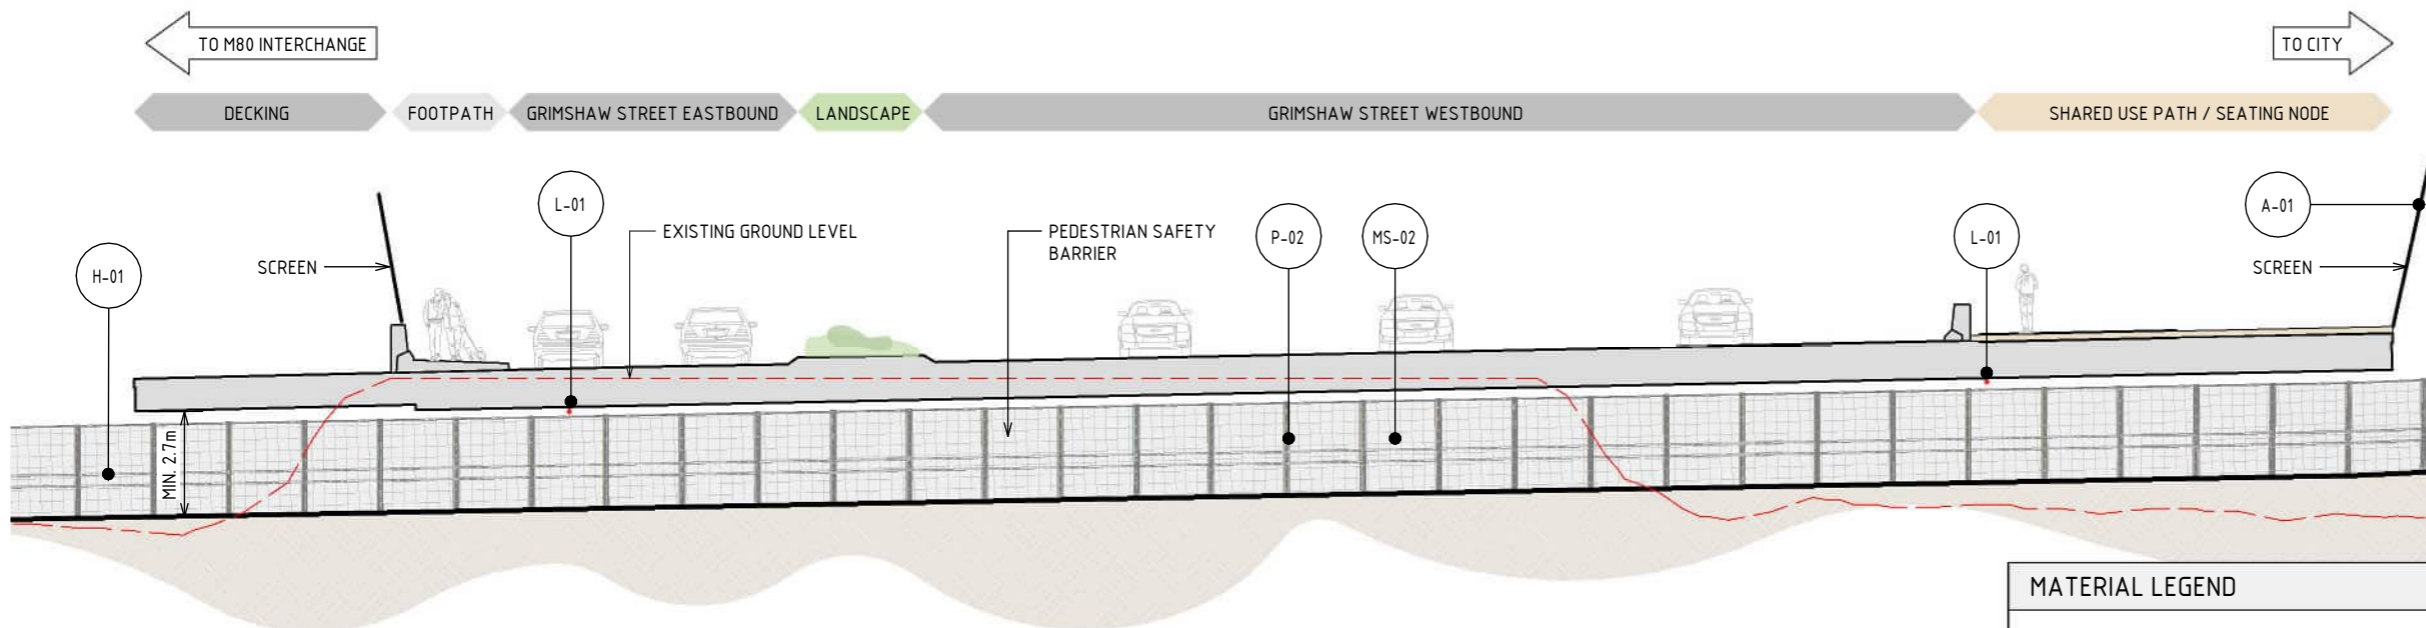 TO M80 INTERCHANGE
TO CITY
DECKING
FOOTPATH
GRIMSHAW STREET EASTBOUND
LANDSCAPE
GRIMSHAW STREET WESTBOUND
SHARED USE PATH / SEATING NODE
H-01
SCREEN
L-01
EXISTING GROUND LEVEL
PEDESTRIAN SAFETY
BARRIER
P-02
MS-02
L-01
A-01
SCREEN
MIN. 2.7m
MATERIAL LEGEND